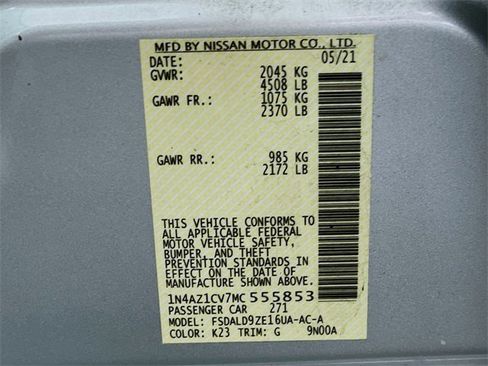 MFD BY NISSAN MOTOR CO., LTD.
DATE: 05/21
GVWR: 2045 KG
4508 LB
GAWR FR.: 1075 KG
2370 LB
GAWR RR.: 985 KG
2172 LB
THIS VEHICLE CONFORMS TO
ALL APPLICABLE FEDERAL
MOTOR VEHICLE SAFETY,
BUMPER, AND THEFT
PREVENTION STANDARDS IN
EFFECT ON THE DATE OF
MANUFACTURE SHOWN ABOVE.
1N4AZ1CV7MC 555853
PASSENGER CAR 271
MODEL: FSDALD9ZE16UA-AC-A
COLOR: K23 TRIM: G 9N00A